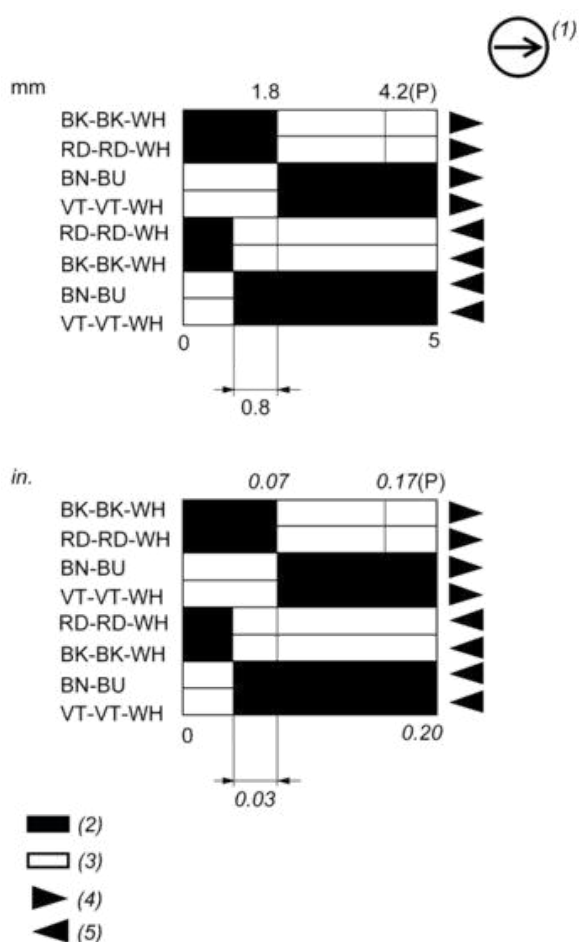 (1)
mm
1.8 4.2(P)
BK-BK-WH
RD-RD-WH
BN-BU
VT-VT-WH
RD-RD-WH
BK-BK-WH
BN-BU
VT-VT-WH
0 5
0.8
in.
0.07 0.17(P)
BK-BK-WH
RD-RD-WH
BN-BU
VT-VT-WH
RD-RD-WH
BK-BK-WH
BN-BU
VT-VT-WH
0 0.20
0.03
(2)
(3)
(4)
(5)